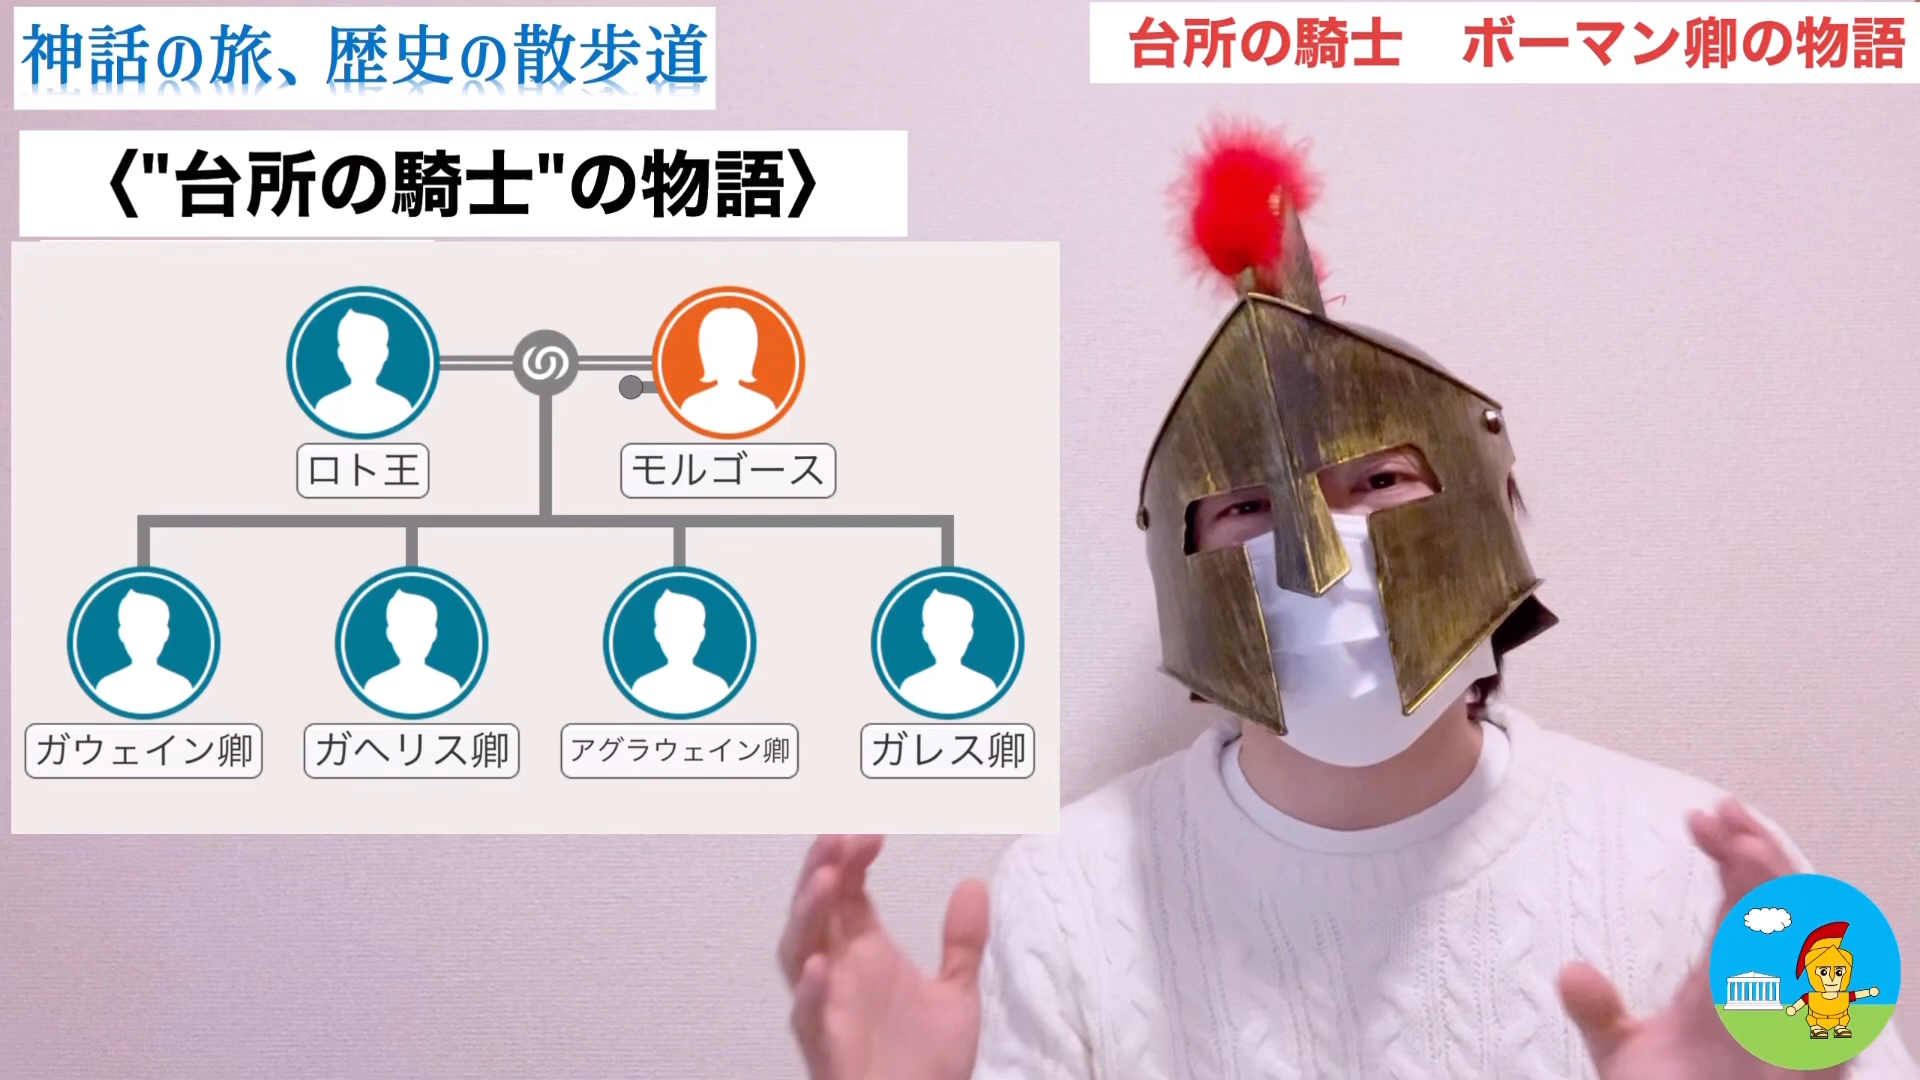 神話の旅、歴史の散歩道
台所の騎士　ボーマン卿の物語
〈"台所の騎士"の物語〉
ロト王
モルゴース
ガウェイン卿
ガヘリス卿
アグラウェイン卿
ガレス卿